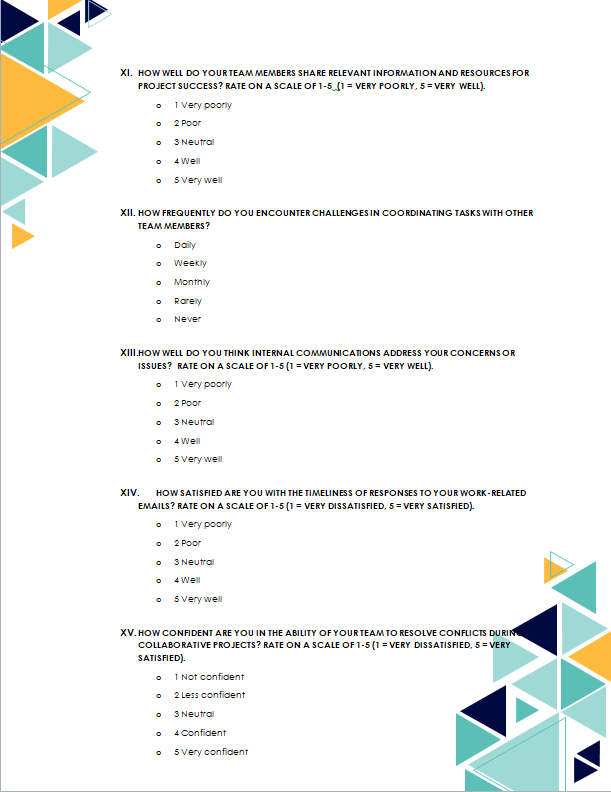 XI. HOW WELL DO YOUR TEAM MEMBERS SHARE RELEVANT INFORMATION AND RESOURCES FOR
PROJECT SUCCESS? RATE ON A SCALE OF 1-5 (1 = VERY POORLY, 5 = VERY WELL).
o 1 Very poorly
o 2 Poor
o 3 Neutral
o 4 Well
o 5 Very well
XII. HOW FREQUENTLY DO YOU ENCOUNTER CHALLENGES IN COORDINATING TASKS WITH OTHER
TEAM MEMBERS?
o Daily
o Weekly
o Monthly
o Rarely
o Never
XIII. HOW WELL DO YOU THINK INTERNAL COMMUNICATIONS ADDRESS YOUR CONCERNS OR
ISSUES? RATE ON A SCALE OF 1-5 (1 = VERY POORLY, 5 = VERY WELL).
o 1 Very poorly
o 2 Poor
o 3 Neutral
o 4 Well
o 5 Very well
XIV. HOW SATISFIED ARE YOU WITH THE TIMELINESS OF RESPONSES TO YOUR WORK-RELATED
EMAILS? RATE ON A SCALE OF 1-5 (1 = VERY DISSATISFIED, 5 = VERY SATISFIED).
o 1 Very poorly
o 2 Poor
o 3 Neutral
o 4 Well
o 5 Very well
XV. HOW CONFIDENT ARE YOU IN THE ABILITY OF YOUR TEAM TO RESOLVE CONFLICTS DURING
COLLABORATIVE PROJECTS? RATE ON A SCALE OF 1-5 (1 = VERY DISSATISFIED, 5 = VERY
SATISFIED).
o 1 Not confident
o 2 Less confident
o 3 Neutral
o 4 Confident
o 5 Very confident